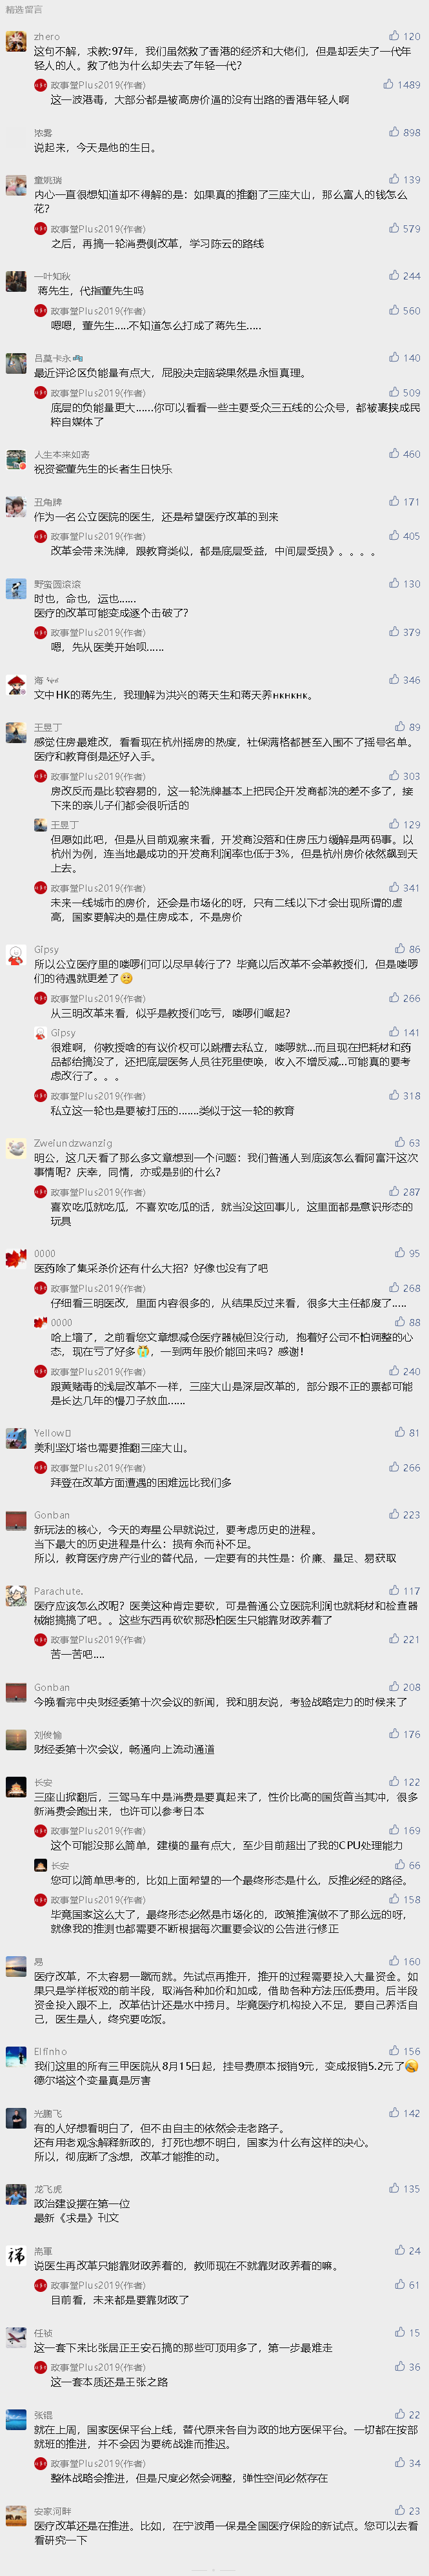 精选留言
zhero
120
这句不解，求教:97年，我们虽然救了香港的经济和大佬们，但是却丢失了一代年
轻人的人。救了他为什么却失去了年轻一代？
政事堂Plus2019(作者)
1489
这一波港毒，大部分都是被高房价逼的没有出路的香港年轻人啊
浓露
898
说起来，今天是他的生日。
童姚瑞
139
内心一直很想知道却不得解的是：如果真的推翻了三座大山，那么富人的钱怎么
花？
政事堂Plus2019(作者)
579
之后，再搞一轮消费侧改革，学习陈云的路线
一叶知秋
244
蒋先生，代指董先生吗
政事堂Plus2019(作者)
560
嗯嗯，董先生.....不知道怎么打成了蒋先生.....
吕莫卡永
140
最近评论区负能量有点大，屁股决定脑袋果然是永恒真理。
政事堂Plus2019(作者)
509
底层的负能量更大......你可以看看一些主要受众三五线的公众号，都被裹挟成民
粹自媒体了
人生本来如寄
460
祝资瓷董先生的长者生日快乐
丑角牌
171
作为一名公立医院的医生，还是希望医疗改革的到来
政事堂Plus2019(作者)
405
改革会带来洗牌，跟教育类似，都是底层受益，中间层受损》。。。。
野蛮圆滚滚
130
时也，命也，运也......
医疗的改革可能变成逐个击破了？
政事堂Plus2019(作者)
379
嗯，先从医美开始呗......
海
346
文中HK的蒋先生，我理解为洪兴的蒋天生和蒋天养HKHKHK。
王昱丁
89
感觉住房最难改，看看现在杭州摇房的热度，社保满格都甚至入围不了摇号名单。
医疗和教育倒是还好入手。
政事堂Plus2019(作者)
303
房改反而是比较容易的，这一轮洗牌基本上把民企开发商都洗的差不多了，接
下来的亲儿子们都会很听话的
王昱丁
129
但愿如此吧，但是从目前观察来看，开发商没落和住房压力缓解是两码事。以
杭州为例，连当地最成功的开发商利润率也低于3%，但是杭州房价依然飙到天
上去。
政事堂Plus2019(作者)
341
未来一线城市的房价，还会是市场化的呀，只有二线以下才会出现所谓的虚
高，国家要解决的是住房成本，不是房价
Gipsy
86
所以公立医疗里的喽啰们可以尽早转行了？毕竟以后改革不会革教授们，但是喽啰
们的待遇就更差了
政事堂Plus2019(作者)
266
从三明改革来看，似乎是教授们吃亏，喽啰们崛起？
Gipsy
141
很难啊，你教授啥的有议价权可以跳槽去私立，喽啰就...而且现在把耗材和药
品都给搞没了，还把底层医务人员往死里使唤，收入不增反减...可能真的要考
虑改行了。。。
政事堂Plus2019(作者)
318
私立这一轮也是要被打压的.......类似于这一轮的教育
Zweiundzwanzig
63
明公，这几天看了那么多文章想到一个问题：我们普通人到底该怎么看阿富汗这次
事情呢？庆幸，同情，亦或是别的什么？
政事堂Plus2019(作者)
287
喜欢吃瓜就吃瓜，不喜欢吃瓜的话，就当没这回事儿，这里面都是意识形态的
玩具
0000
95
医药除了集采杀价还有什么大招？好像也没有了吧
政事堂Plus2019(作者)
268
仔细看三明医改，里面内容很多的，从结果反过来看，很多大主任都废了.....
0000
88
哈上墙了，之前看您文章想减仓医疗器械但没行动，抱着好公司不怕调整的心
态，现在亏了好多，一到两年股价能回来吗？感谢！
政事堂Plus2019(作者)
240
跟黄赌毒的浅层改革不一样，三座大山是深层改革的，部分跟不正的票都可能
是长达几年的慢刀子放血......
Yellow
81
美利坚灯塔也需要推翻三座大山。
政事堂Plus2019(作者)
266
拜登在改革方面遭遇的困难远比我们多
Gonban
223
新玩法的核心，今天的寿星公早就说过，要考虑历史的进程。
当下最大的历史进程是什么：损有余而补不足。
所以，教育医疗房产行业的替代品，一定要有的共性是：价廉、量足、易获取
Parachute.
117
医疗应该怎么改呢？医美这种肯定要砍，可是普通公立医院利润也就耗材和检查器
械能搞搞了吧。。这些东西再砍砍那恐怕医生只能靠财政养着了
政事堂Plus2019(作者)
221
苦一苦吧....
Gonban
208
今晚看完中央财经委第十次会议的新闻，我和朋友说，考验战略定力的时候来了
刘俊愉
176
财经委第十次会议，畅通向上流动通道
长安
122
三座山掀翻后，三驾马车中是消费是要真起来了，性价比高的国货首当其冲，很多
新消费会跑出来，也许可以参考日本
政事堂Plus2019(作者)
169
这个可能没那么简单，建模的量有点大，至少目前超出了我的CPU处理能力
长安
66
您可以简单思考的，比如上面希望的一个最终形态是什么，反推必经的路径。
政事堂Plus2019(作者)
158
毕竟国家这么大了，最终形态必然是市场化的，政策推演做不了那么远的呀，
就像我的推测也都需要不断根据每次重要会议的公告进行修正
易
160
医疗改革，不太容易一蹴而就。先试点再推开，推开的过程需要投入大量资金。如
果只是学样板戏的前半段，取消各种加价和加成，借助各种方法压低费用。后半段
资金投入跟不上，改革估计还是水中捞月。毕竟医疗机构投入不足，要自己养活自
己，医生是人，终究要吃饭。
Elfinho
156
我们这里的所有三甲医院从8月15日起，挂号费原本报销9元，变成报销5.2元了
德尔塔这个变量真是厉害
光鹏飞
142
有的人好想看明白了，但不由自主的依然会走老路子。
还有用老观念解释新政的，打死也想不明白，国家为什么有这样的决心。
所以，彻底断了念想，改革才能推的动。
龙飞虎
135
政治建设摆在第一位
最新《求是》刊文
尚軍
24
说医生再改革只能靠财政养着的，教师现在不就靠财政养着的嘛。
政事堂Plus2019(作者)
61
目前看，未来都是要靠财政了
任祯
15
这一套下来比张居正王安石搞的那些可顶用多了，第一步最难走
政事堂Plus2019(作者)
36
这一套本质还是王张之路
张锟
22
就在上周，国家医保平台上线，替代原来各自为政的地方医保平台。一切都在按部
就班的推进，并不会因为要统战谁而推迟。
政事堂Plus2019(作者)
34
整体战略会推进，但是尺度必然会调整，弹性空间必然存在
安家河畔
23
医疗改革还是在推进。比如，在宁波甬一保是全国医疗保险的新试点。您可以去看
看研究一下